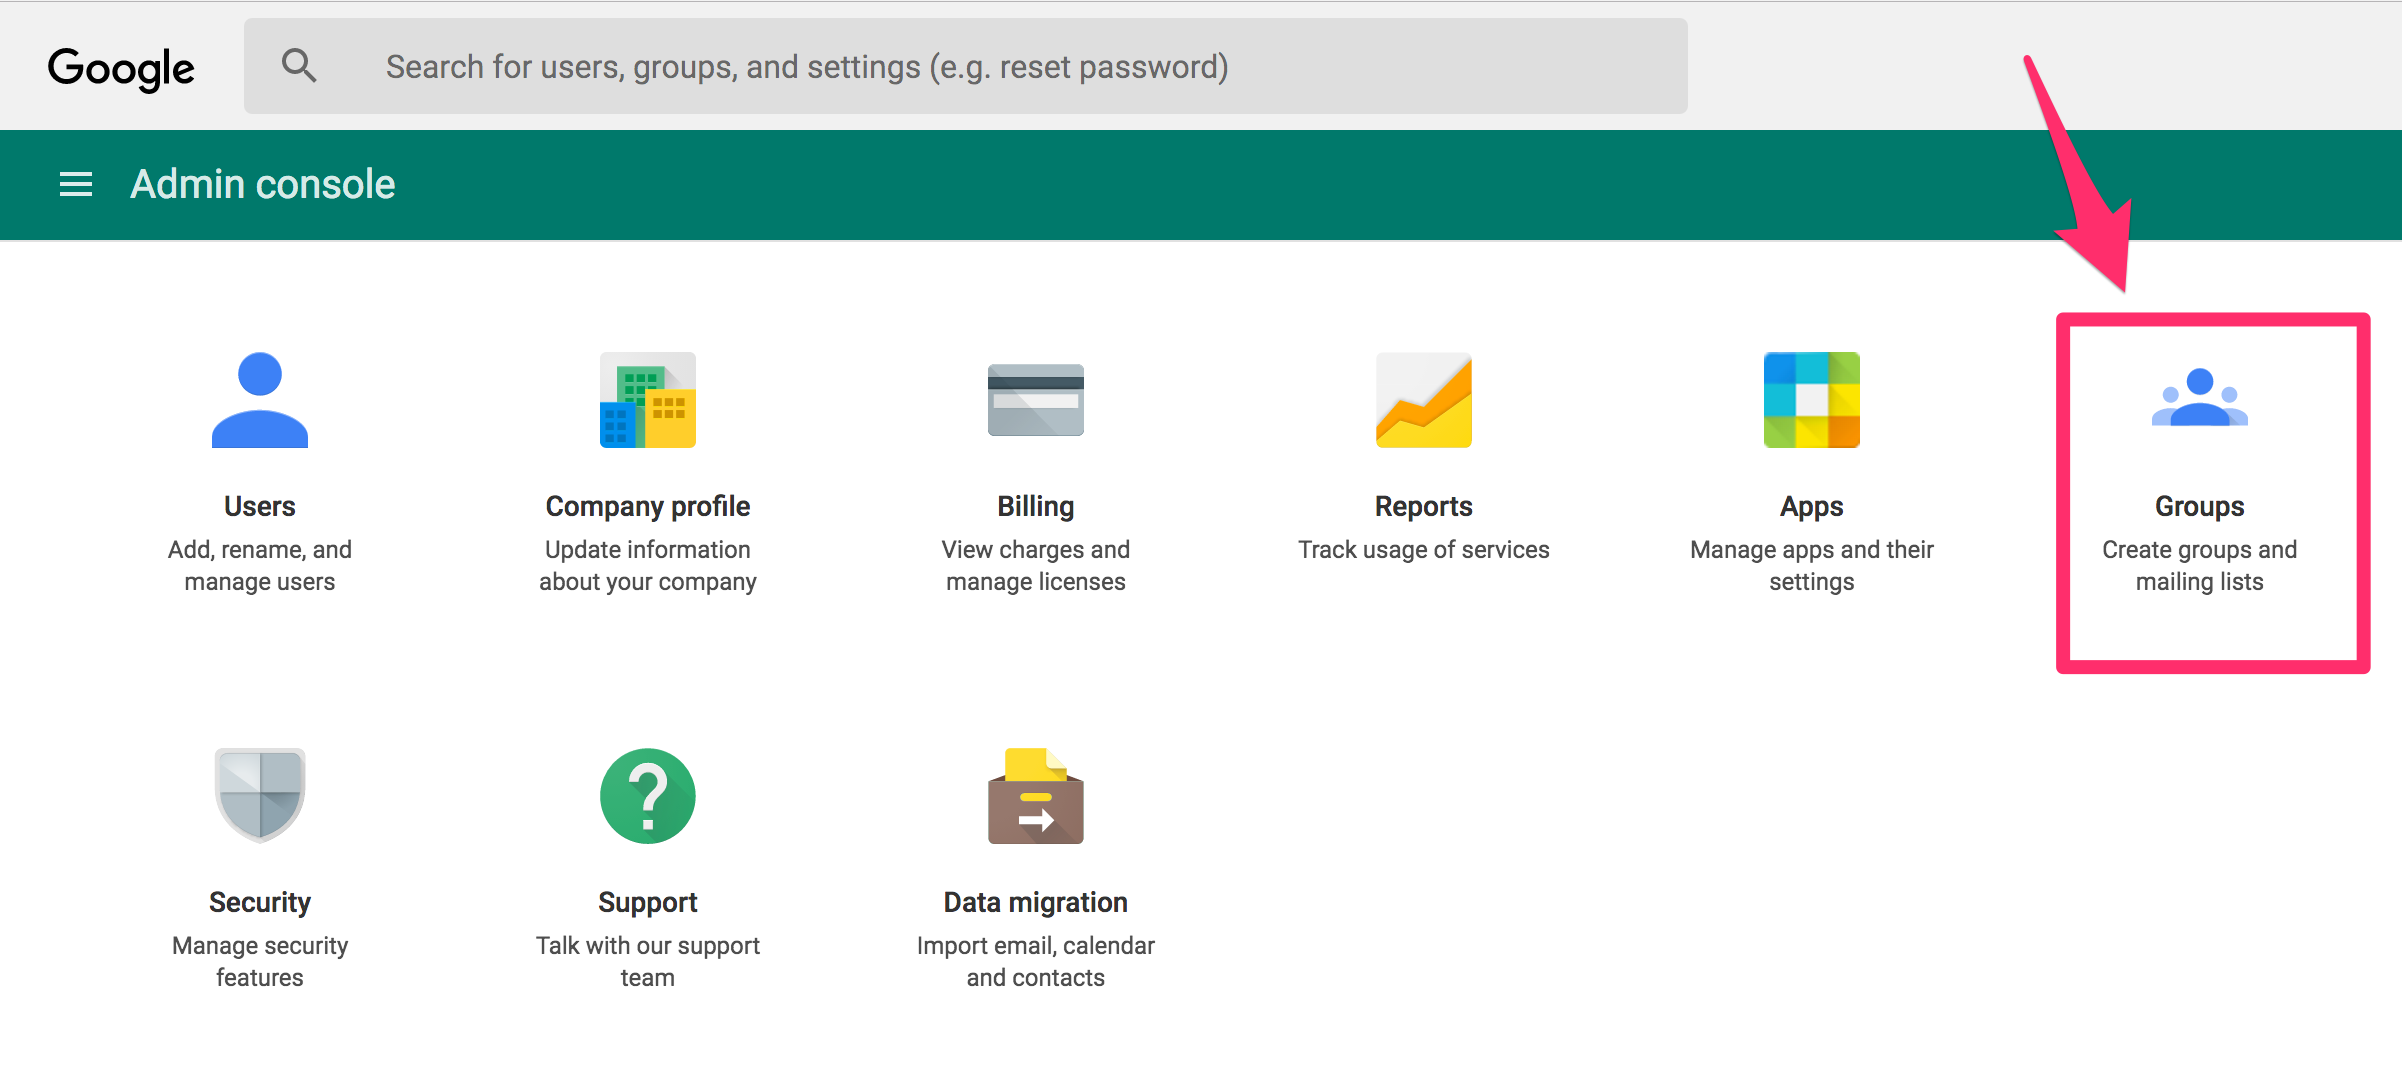 Google
Search for users, groups, and settings (e.g. reset password)
Admin console
Users
Add, rename, and
manage users
Company profile
Update information
about your company
Billing
View charges and
manage licenses
Reports
Track usage of services
Apps
Manage apps and their
settings
Groups
Create groups and
mailing lists
Security
Manage security
features
Support
Talk with our support
team
Data migration
Import email, calendar
and contacts